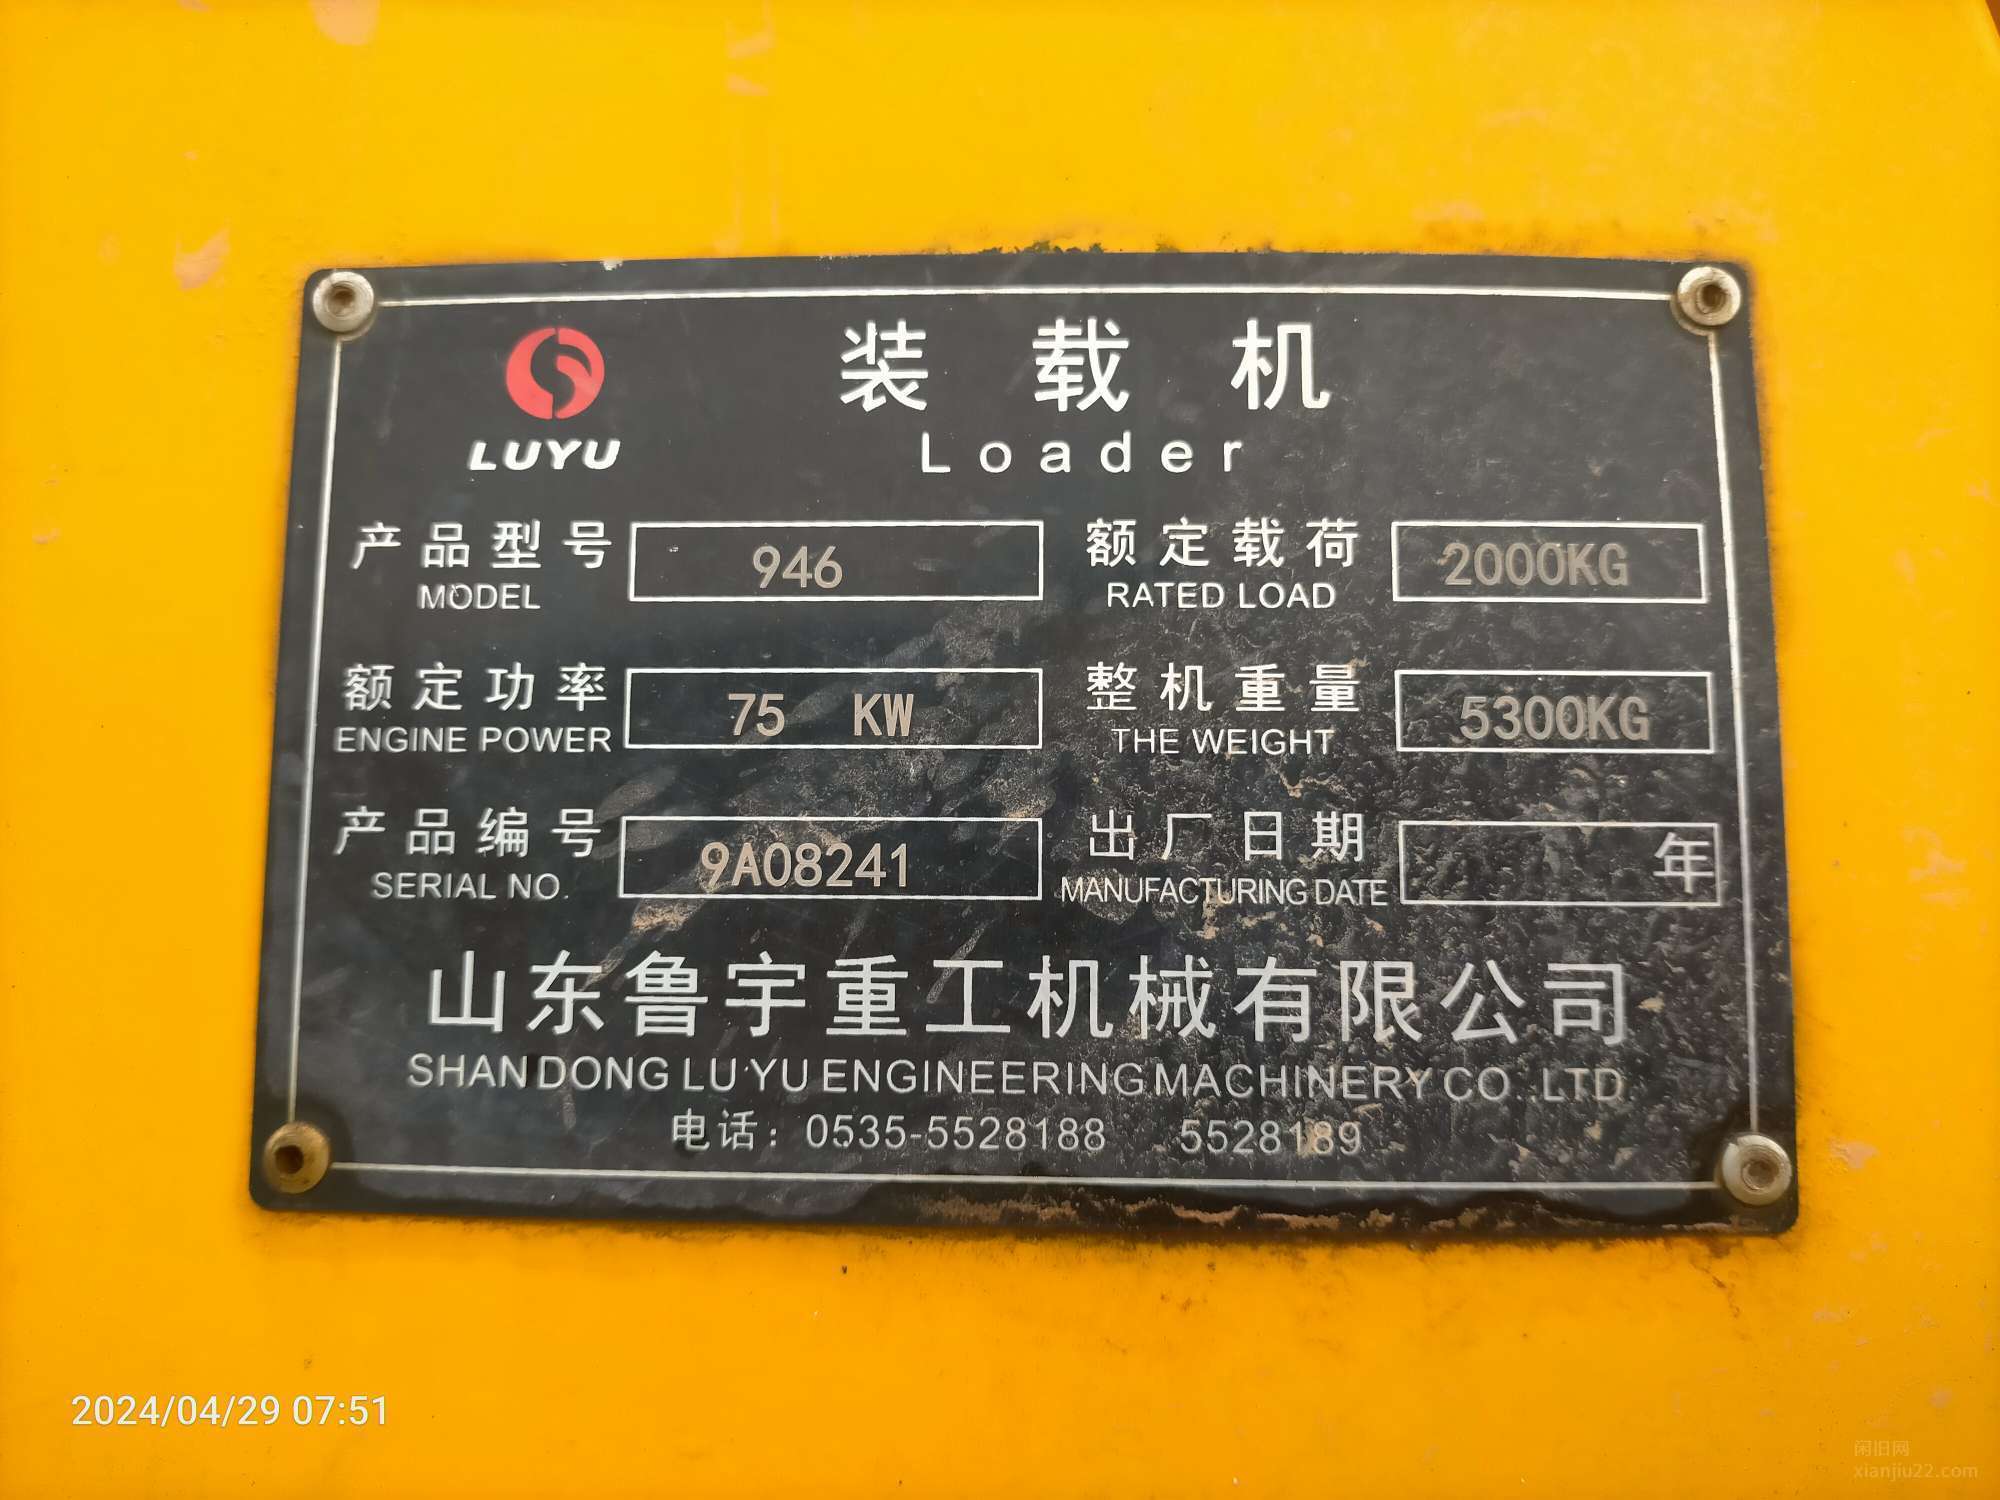 装载机
LUYU
Loader
产品型号 946 额定载荷 2000KG
MODEL RATED LOAD
额定功率 75 KW 整机重量 5300KG
ENGINE POWER THE WEIGHT
产品编号 9A08241 出厂日期 年
SERIAL NO. MANUFACTURING DATE
山东鲁宇重工机械有限公司
SHAN DONG LU YU ENGINEERING MACHINERY CO .LTD.
电话：0535-5528188 5528189
2024/04/29 07:51
闲旧网
xianjiu22.com